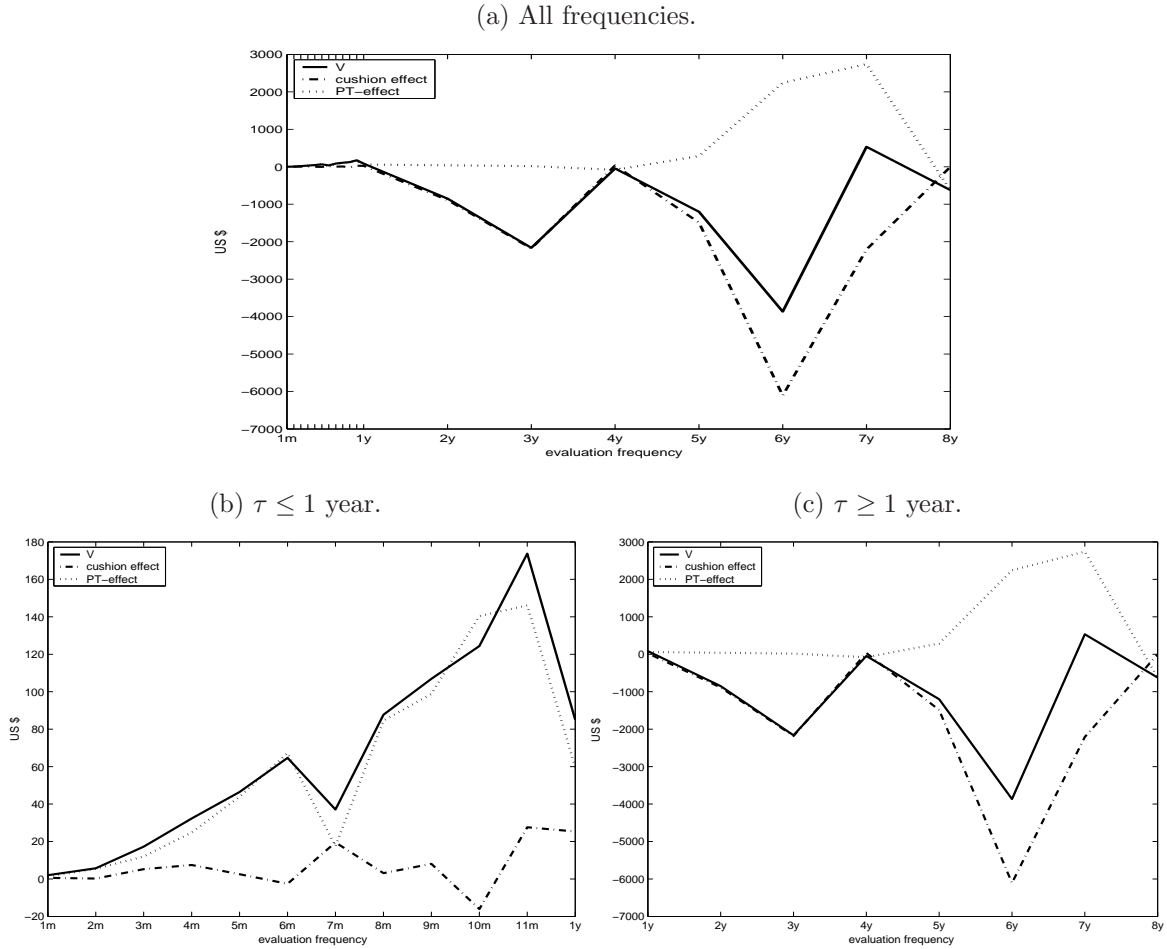 (a) All frequencies.
3000
2000
1000
0
−1000
−2000
−3000
−4000
−5000
−6000
−7000
US $
V
cushion effect
PT−effect
1m 1y 2y 3y 4y 5y 6y 7y 8y
evaluation frequency
(b) τ ≤ 1 year.
180
160
140
120
100
80
60
40
20
0
−20
US $
V
cushion effect
PT−effect
1m 2m 3m 4m 5m 6m 7m 8m 9m 10m 11m 1y
evaluation frequency
(c) τ ≥ 1 year.
3000
2000
1000
0
−1000
−2000
−3000
−4000
−5000
−6000
−7000
US $
V
cushion effect
PT−effect
1y 2y 3y 4y 5y 6y 7y 8y
evaluation frequency